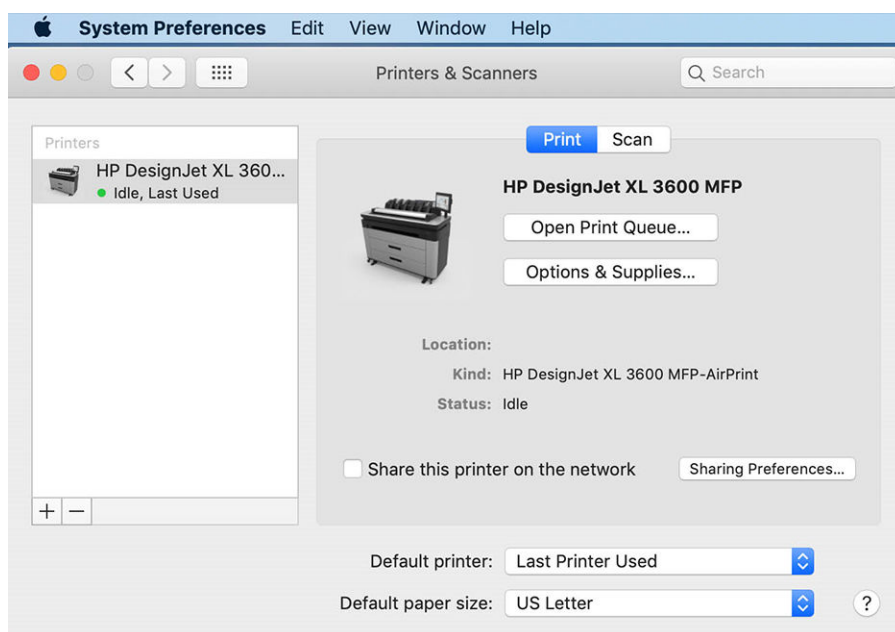 System Preferences Edit View Window Help
Printers & Scanners
Search
Printers
HP DesignJet XL 360...
Idle, Last Used
Print Scan
HP DesignJet XL 3600 MFP
Open Print Queue...
Options & Supplies...
Location:
Kind: HP DesignJet XL 3600 MFP-AirPrint
Status: Idle
Share this printer on the network Sharing Preferences...
+ −
Default printer: Last Printer Used
Default paper size: US Letter ?